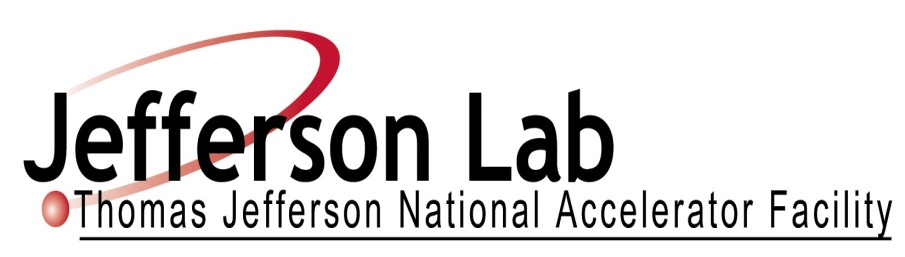 Jefferson Lab
Thomas Jefferson National Accelerator Facility